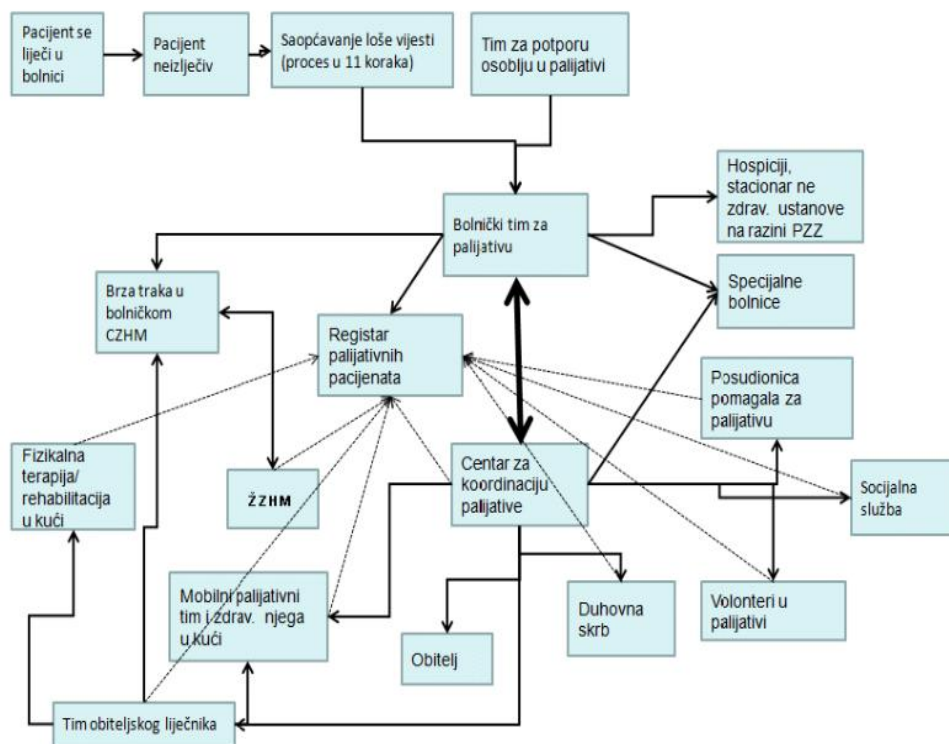 Pacijent se
liječi u
bolnici
Pacijent
neizlječiv
Saopćavanje loše vijesti
(proces u 11 koraka)
Tim za potporu
osoblju u palijativi
Hospiciji,
stacionar ne
zdrav. ustanove
na razini PZZ
Bolnički tim za
palijativu
Specijalne
bolnice
Brza traka u
bolničkom
CZHM
Registar
palijativnih
pacijenata
Posudionica
pomagala za
palijativu
Fizikalna
terapija/
rehabilitacija
u kući
ŽZHM
Centar za
koordinaciju
palijative
Socijalna
služba
Mobilni palijativni
tim i zdrav. njega
u kući
Obitelj
Duhovna
skrb
Volonteri u
palijativi
Tim obiteljskog liječnika